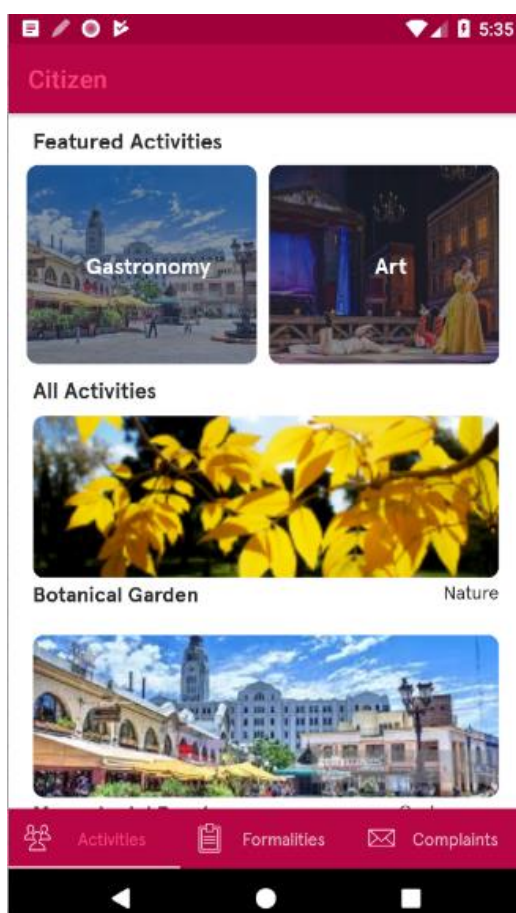 5:35
Citizen
Featured Activities
Gastronomy
Art
All Activities
Botanical Garden
Nature
Activities
Formalities
Complaints